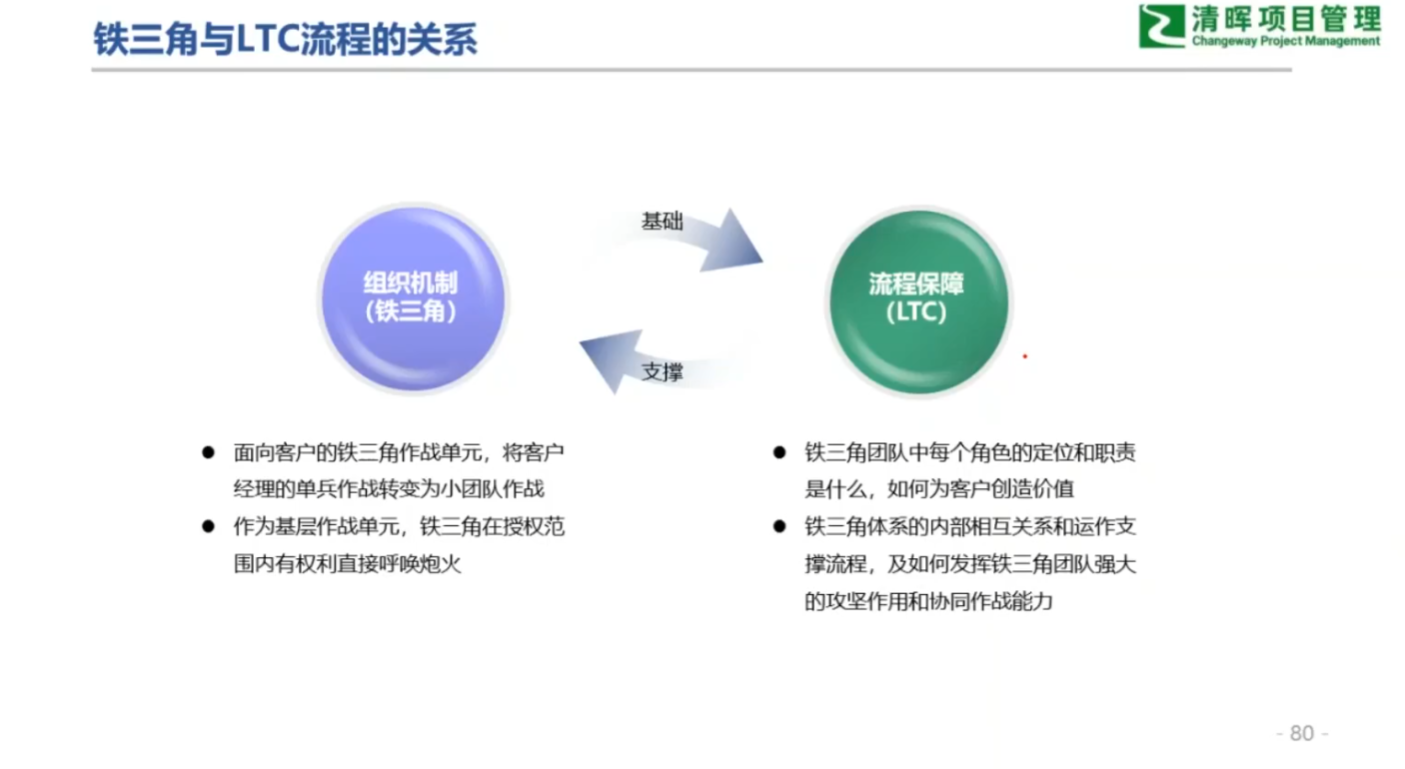 铁三角与LTC流程的关系
清晖项目管理
Changeway Project Management
基础
组织机制
（铁三角）
流程保障
（LTC）
支撑
● 面向客户的铁三角作战单元，将客户
经理的单兵作战转变为小团队作战
● 作为基层作战单元，铁三角在授权范
围内有权利直接呼唤炮火
● 铁三角团队中每个角色的定位和职责
是什么，如何为客户创造价值
● 铁三角体系的内部相互关系和运作支
撑流程，及如何发挥铁三角团队强大
的攻坚作用和协同作战能力
- 80 -